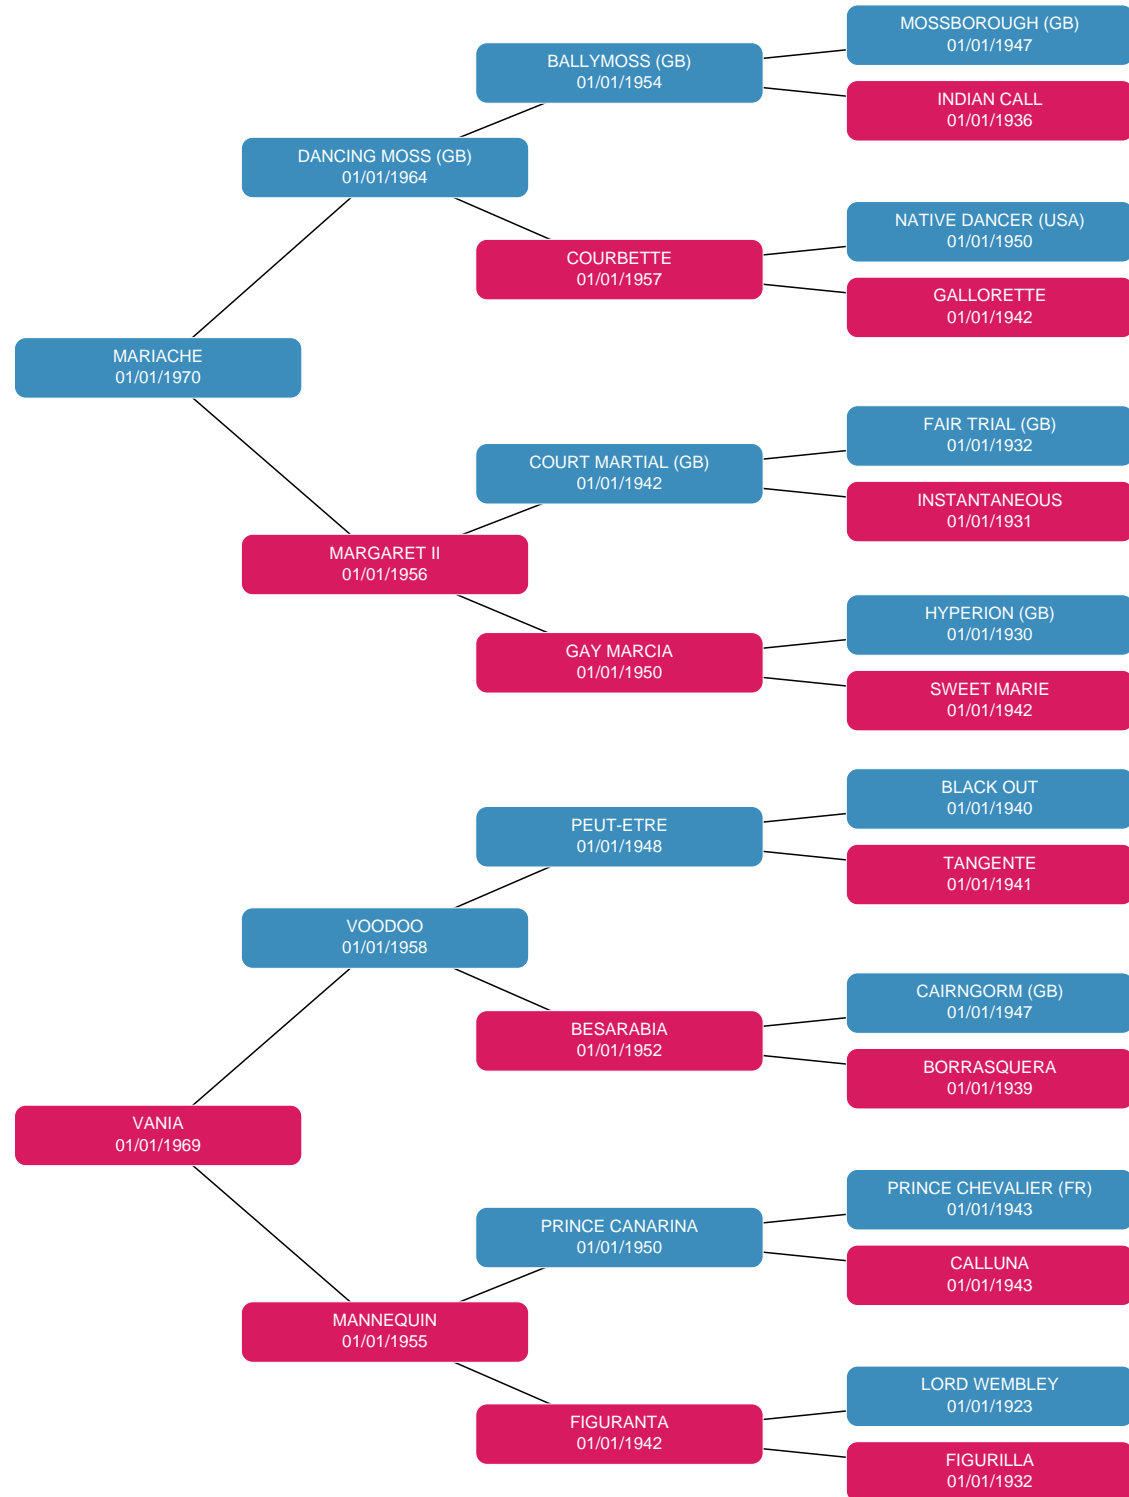 MOSSBOROUGH (GB)
01/01/1947
BALLYMOSS (GB)
01/01/1954
INDIAN CALL
01/01/1936
DANCING MOSS (GB)
01/01/1964
NATIVE DANCER (USA)
01/01/1950
COURBETTE
01/01/1957
GALLORETTE
01/01/1942
MARIACHE
01/01/1970
FAIR TRIAL (GB)
01/01/1932
COURT MARTIAL (GB)
01/01/1942
INSTANTANEOUS
01/01/1931
MARGARET II
01/01/1956
HYPERION (GB)
01/01/1930
GAY MARCIA
01/01/1950
SWEET MARIE
01/01/1942
BLACK OUT
01/01/1940
PEUT-ETRE
01/01/1948
TANGENTE
01/01/1941
VOODOO
01/01/1958
CAIRNGORM (GB)
01/01/1947
BESARABIA
01/01/1952
BORRASQUERA
01/01/1939
VANIA
01/01/1969
PRINCE CHEVALIER (FR)
01/01/1943
PRINCE CANARINA
01/01/1950
CALLUNA
01/01/1943
MANNEQUIN
01/01/1955
LORD WEMBLEY
01/01/1923
FIGURANTA
01/01/1942
FIGURILLA
01/01/1932